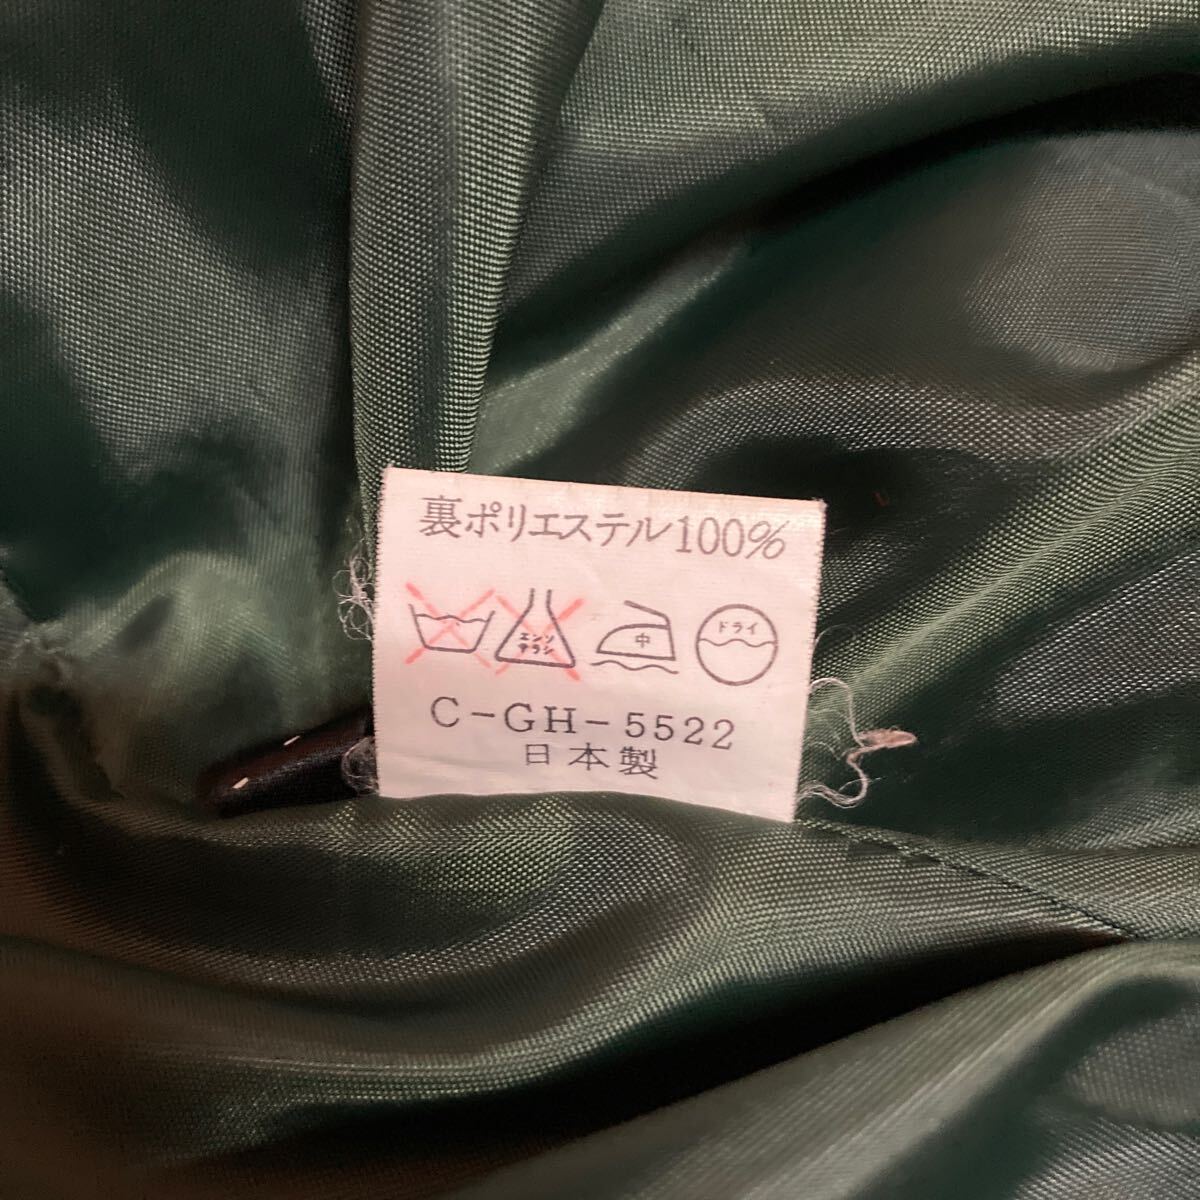 裏ポリエステル100%
エンソ
サラシ
中
ドライ
C-GH-5522
日本製